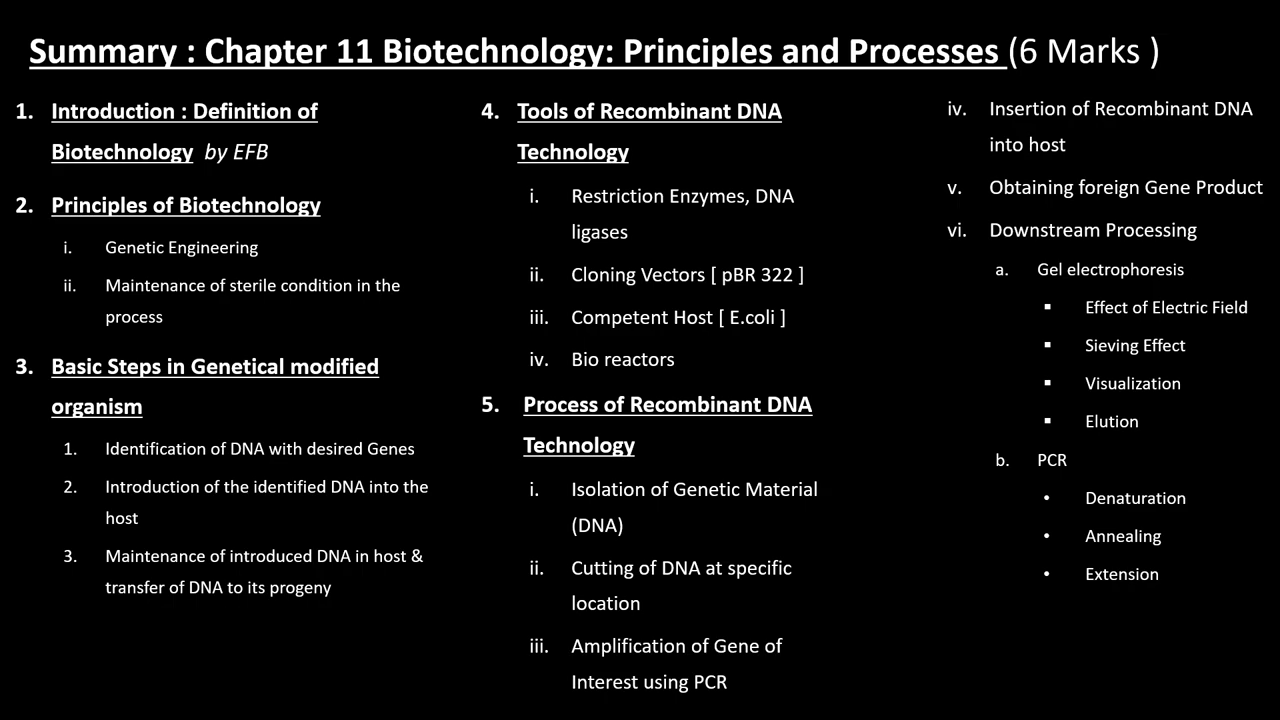 Summary : Chapter 11 Biotechnology: Principles and Processes (6 Marks )
1. Introduction : Definition of
Biotechnology by EFB
2. Principles of Biotechnology
i. Genetic Engineering
ii. Maintenance of sterile condition in the
process
3. Basic Steps in Genetical modified
organism
1. Identification of DNA with desired Genes
2. Introduction of the identified DNA into the
host
3. Maintenance of introduced DNA in host &
transfer of DNA to its progeny
4. Tools of Recombinant DNA
Technology
i. Restriction Enzymes, DNA
ligases
ii. Cloning Vectors [ pBR 322 ]
iii. Competent Host [ E.coli ]
iv. Bio reactors
5. Process of Recombinant DNA
Technology
i. Isolation of Genetic Material
(DNA)
ii. Cutting of DNA at specific
location
iii. Amplification of Gene of
Interest using PCR
iv. Insertion of Recombinant DNA
into host
v. Obtaining foreign Gene Product
vi. Downstream Processing
a. Gel electrophoresis
▪ Effect of Electric Field
▪ Sieving Effect
▪ Visualization
▪ Elution
b. PCR
• Denaturation
• Annealing
• Extension